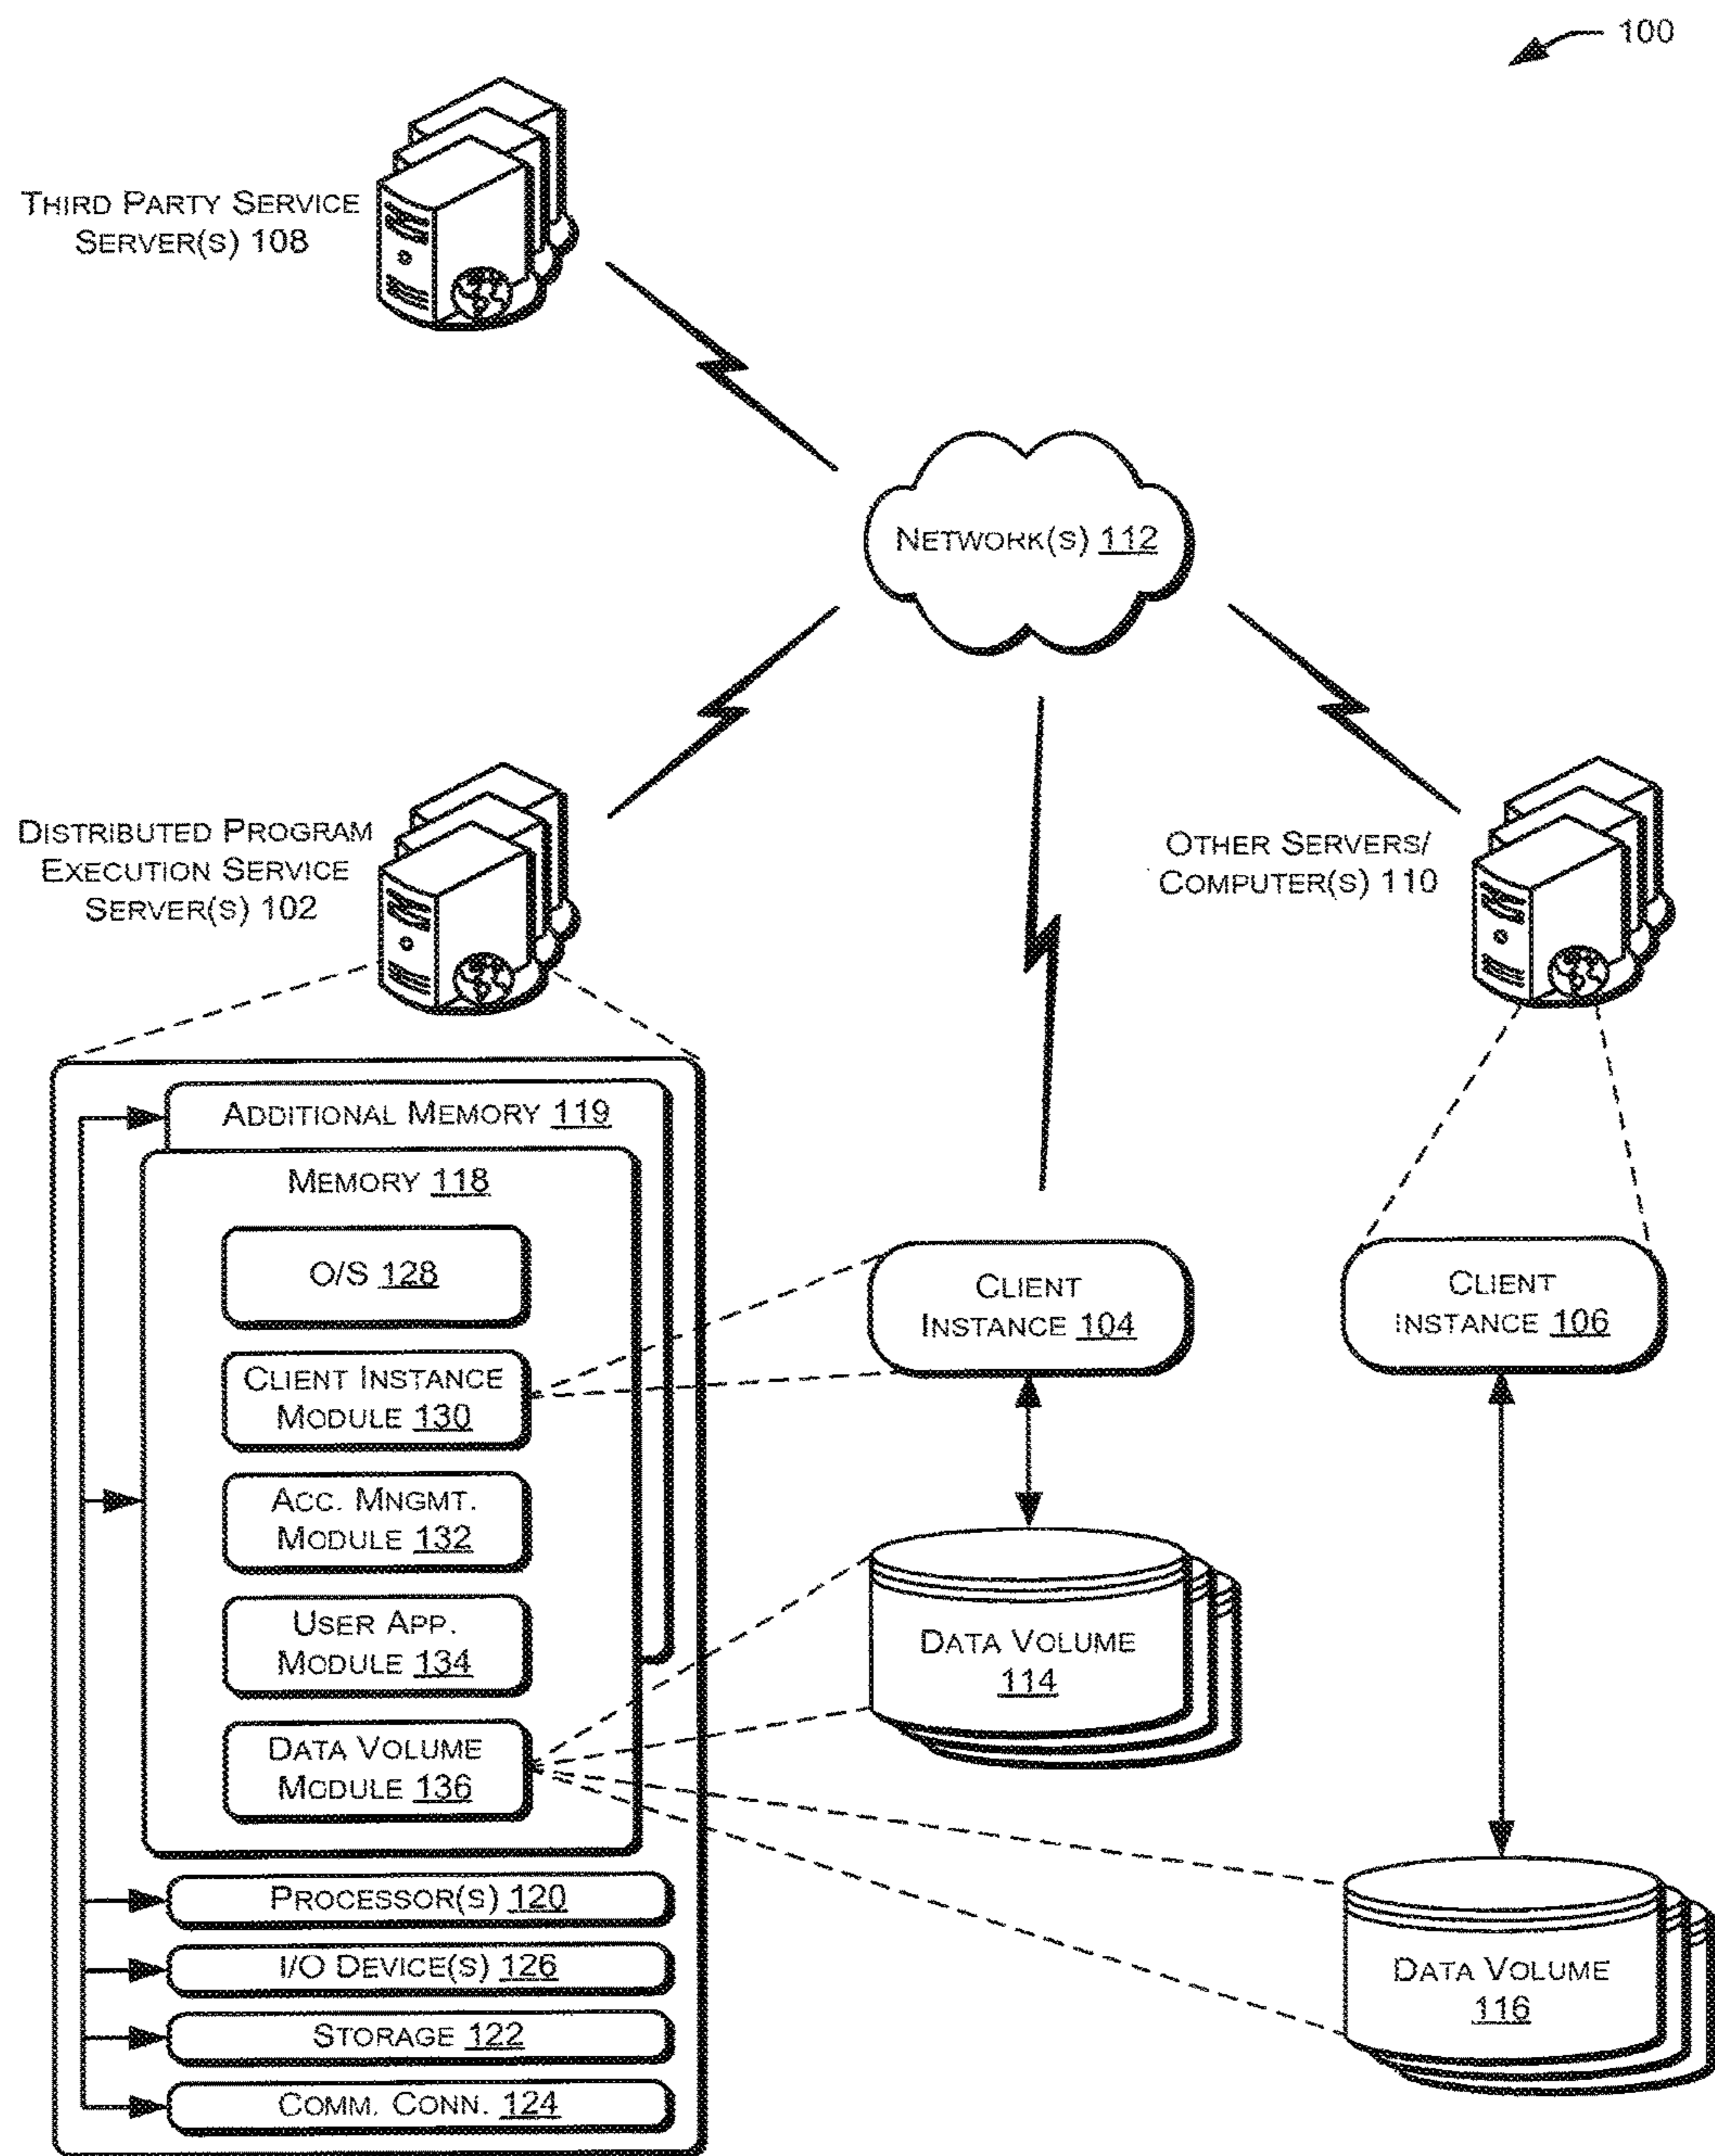 100
THIRD PARTY SERVICE
SERVER(S) 108
NETWORK(S) 112
DISTRIBUTED PROGRAM
EXECUTION SERVICE
SERVER(S) 102
OTHER SERVERS/
COMPUTER(S) 110
ADDITIONAL MEMORY 119
MEMORY 118
O/S 128
CLIENT INSTANCE
MODULE 130
ACC. MNGMT.
MODULE 132
USER APP.
MODULE 134
DATA VOLUME
MODULE 136
PROCESSOR(S) 120
I/O DEVICE(S) 126
STORAGE 122
COMM. CONN. 124
CLIENT
INSTANCE 104
DATA VOLUME
114
CLIENT
INSTANCE 106
DATA VOLUME
116